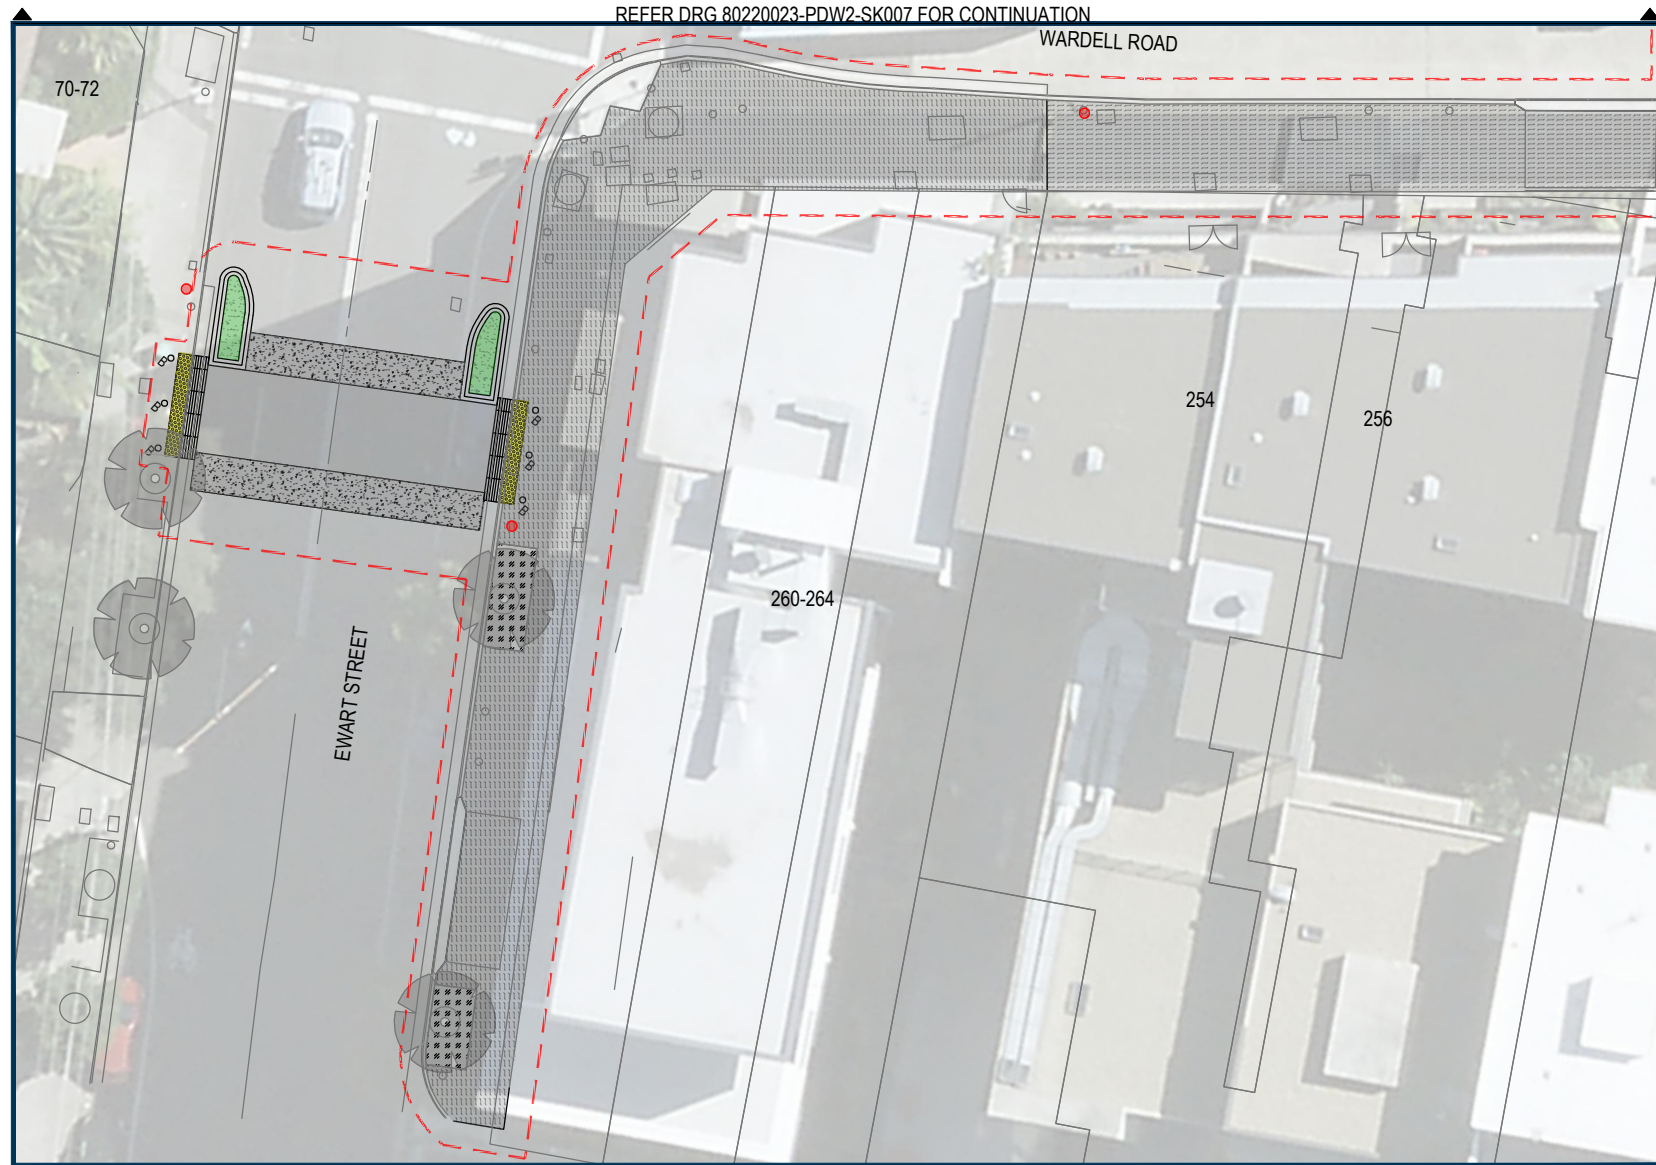 REFER DRG 80220023-PDW2-SK007 FOR CONTINUATION
WARDELL ROAD
70-72
254
256
260-264
EWART STREET